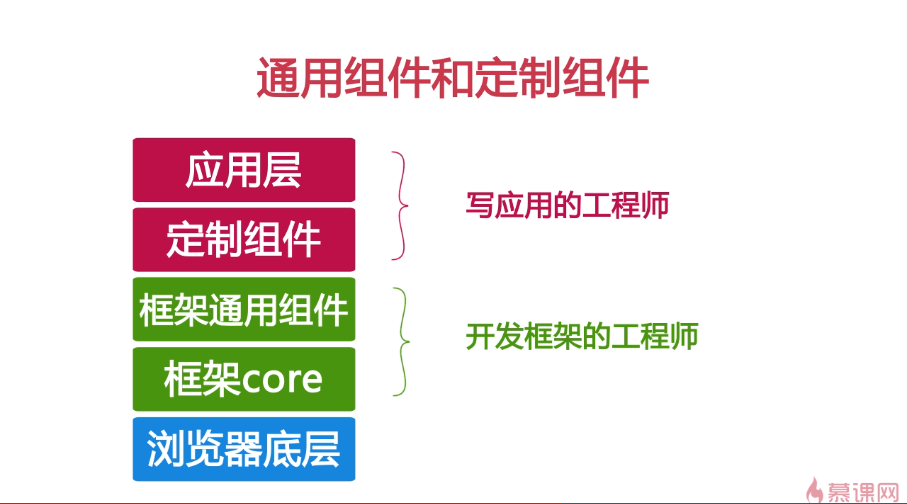 通用组件和定制组件
应用层
定制组件
写应用的工程师
框架通用组件
框架core
开发框架的工程师
浏览器底层
慕课网